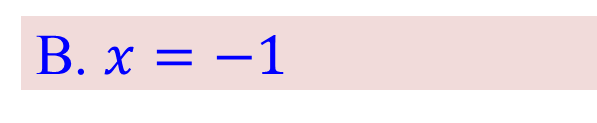 B. x = −1